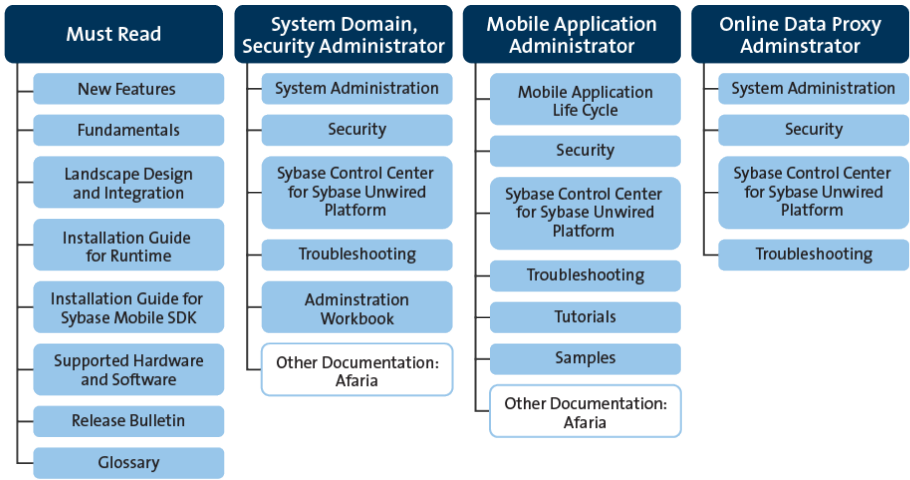 Must Read
New Features
Fundamentals
Landscape Design
and Integration
Installation Guide
for Runtime
Installation Guide for
Sybase Mobile SDK
Supported Hardware
and Software
Release Bulletin
Glossary
System Domain,
Security Administrator
System Administration
Security
Sybase Control Center
for Sybase Unwired
Platform
Troubleshooting
Adminstration
Workbook
Other Documentation:
Afaria
Mobile Application
Administrator
Mobile Application
Life Cycle
Security
Sybase Control Center
for Sybase Unwired
Platform
Troubleshooting
Tutorials
Samples
Other Documentation:
Afaria
Online Data Proxy
Adminstrator
System Administration
Security
Sybase Control Center
for Sybase Unwired
Platform
Troubleshooting